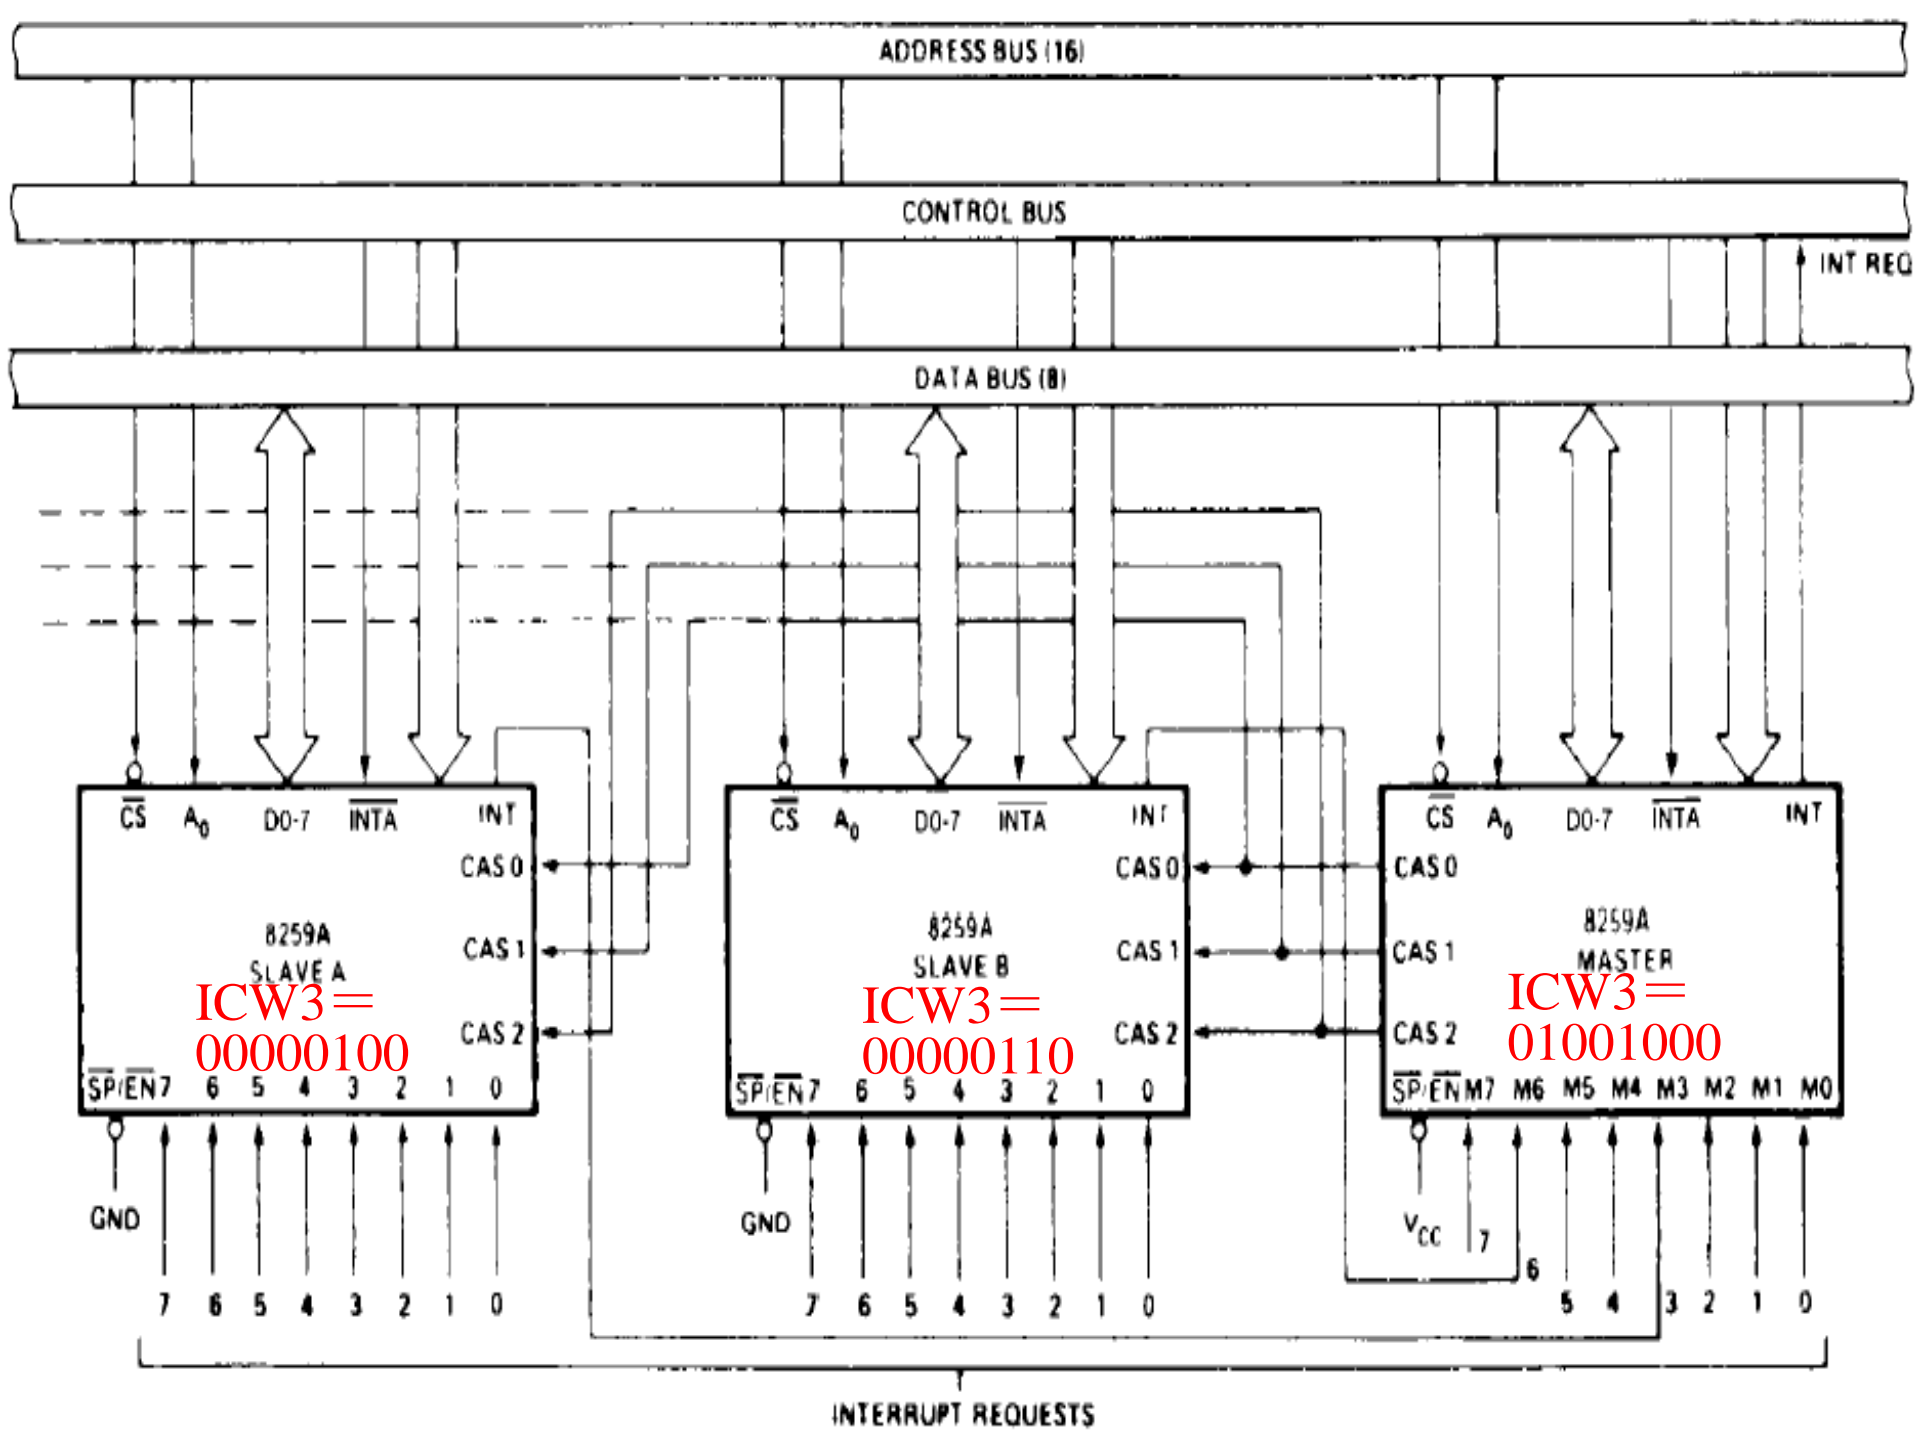 ADDRESS BUS (16)
CONTROL BUS
INT REQ
DATA BUS (8)
CS A0 D0-7 INTA INT
CS A0 D0-7 INTA INT
CS A0 D0-7 INTA INT
CAS 0
CAS 0
CAS 0
8259A
SLAVE A
8259A
SLAVE B
8259A
MASTER
CAS 1
CAS 1
CAS 1
ICW3=
00000100
ICW3=
00000110
ICW3=
01001000
CAS 2
CAS 2
CAS 2
SP/EN 7 6 5 4 3 2 1 0
SP/EN 7 6 5 4 3 2 1 0
SP/EN M7 M6 M5 M4 M3 M2 M1 M0
GND
GND
VCC
7
6
7 6 5 4 3 2 1 0
7 6 5 4 3 2 1 0
5 4 3 2 1 0
INTERRUPT REQUESTS